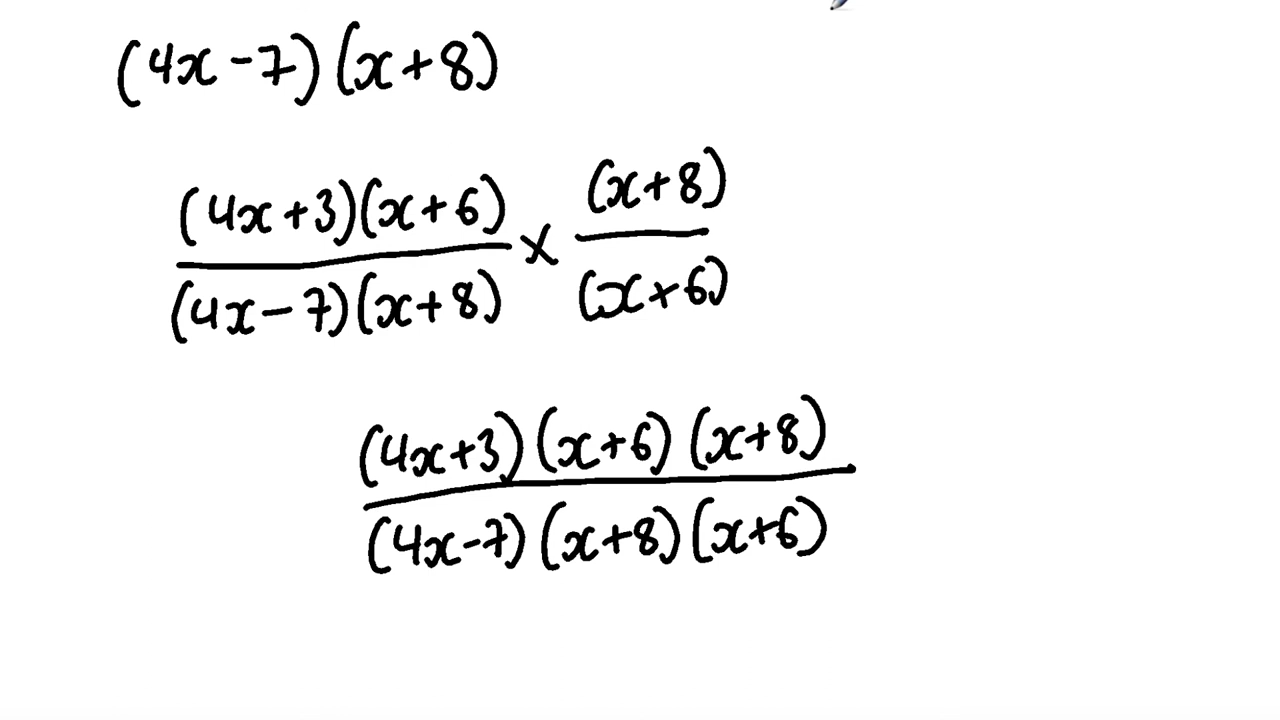 (4x-7)(x+8)
(4x+3)(x+6) × (x+8)
(4x-7)(x+8) (x+6)
(4x+3)(x+6)(x+8)
(4x-7)(x+8)(x+6)